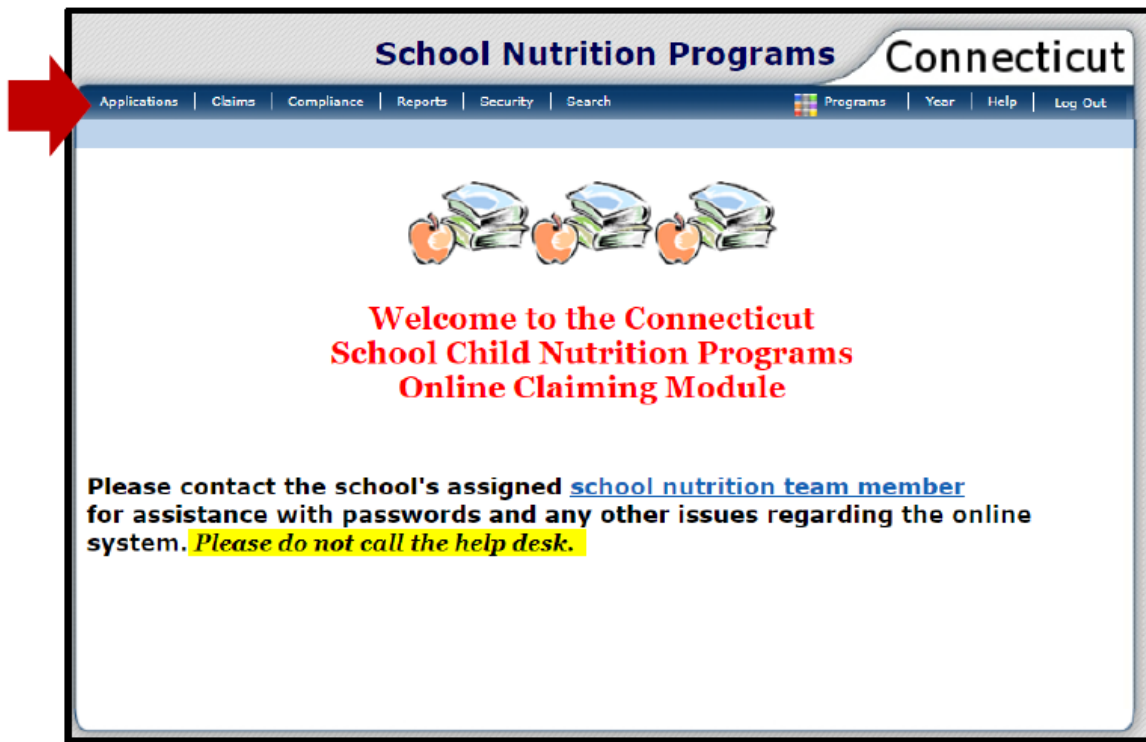 School Nutrition Programs
Connecticut
Applications | Claims | Compliance | Reports | Security | Search Programs | Year | Help | Log Out
Welcome to the Connecticut
School Child Nutrition Programs
Online Claiming Module
Please contact the school's assigned school nutrition team member
for assistance with passwords and any other issues regarding the online
system. Please do not call the help desk.